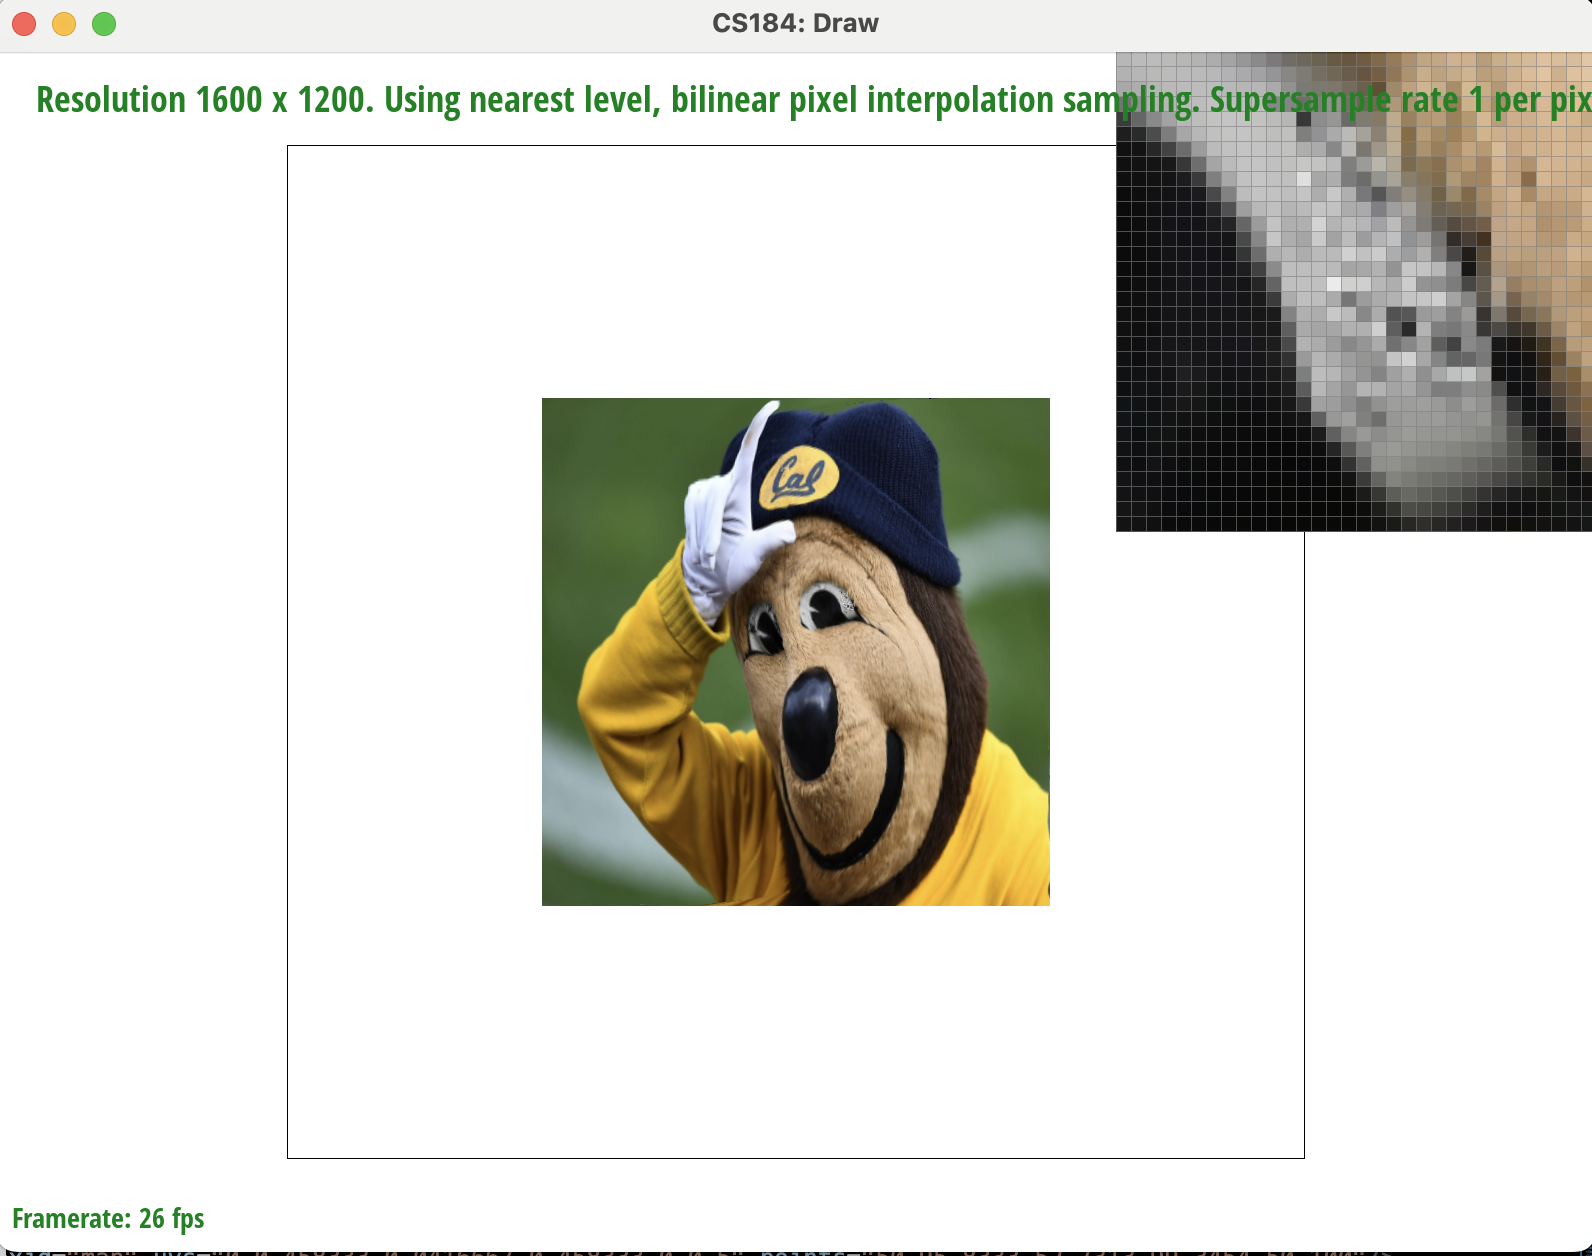 CS184: Draw
Resolution 1600 x 1200. Using nearest level, bilinear pixel interpolation sampling. Supersample rate 1 per pix
Cal
Framerate: 26 fps